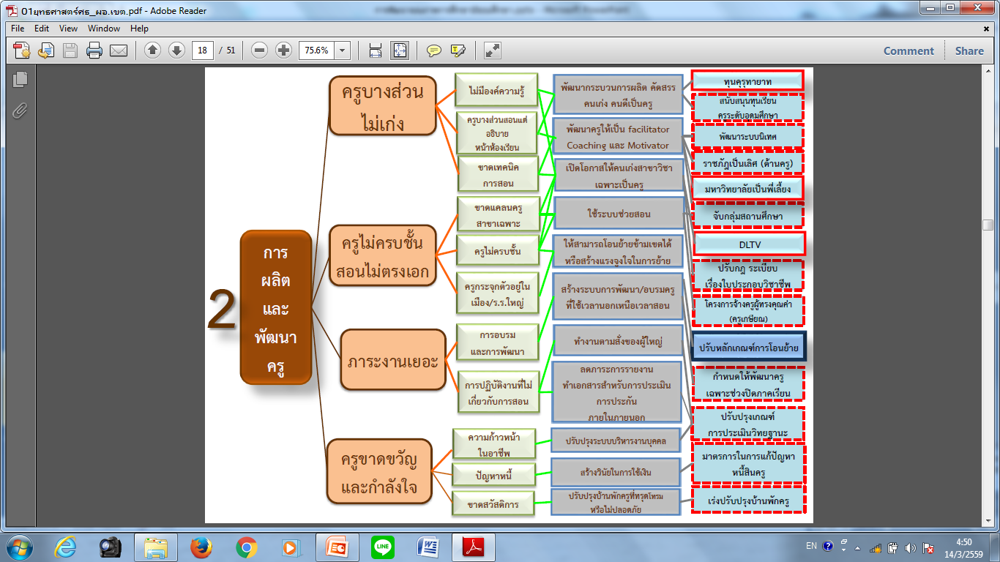 01ยุทธศาสตร์ศธ_ผอ.เขต.pdf - Adobe Reader
File Edit View Window Help
18 / 51
75.6%
Comment Share
2
การ
ผลิต
และ
พัฒนา
ครู
ครูบางส่วน
ไม่เก่ง
ครูไม่ครบชั้น
สอนไม่ตรงเอก
ภาระงานเยอะ
ครูขาดขวัญ
และกำลังใจ
ไม่มีองค์ความรู้
ครูบางส่วนสอนแต่
อธิบาย
หน้าห้องเรียน
ขาดเทคนิค
การสอน
ขาดแคลนครู
สาขาเฉพาะ
ครูไม่ครบชั้น
ครูกระจุกตัวอยู่ใน
เมือง/ร.ร.ใหญ่
การอบรม
และการพัฒนา
การปฏิบัติงานที่ไม่
เกี่ยวกับการสอน
ความก้าวหน้า
ในอาชีพ
ปัญหาหนี้
ขาดสวัสดิการ
พัฒนากระบวนการผลิต คัดสรร
คนเก่ง คนดีเป็นครู
พัฒนาครูให้เป็น facilitator
Coaching และ Motivator
เปิดโอกาสให้คนเก่งสาขาวิชา
เฉพาะเป็นครู
ใช้ระบบช่วยสอน
ให้สามารถโอนย้ายข้ามเขตได้
หรือสร้างแรงจูงใจในการย้าย
สร้างระบบการพัฒนา/อบรมครู
ที่ใช้เวลานอกเหนือเวลาสอน
ทำงานตามสั่งของผู้ใหญ่
ลดภาระการรายงาน
ทำเอกสารสำหรับการประเมิน
การประกัน
ภายในภายนอก
ปรับปรุงระบบบริหารงานบุคคล
สร้างวินัยในการใช้เงิน
ปรับปรุงบ้านพักครูที่ทรุดโทรม
หรือไม่ปลอดภัย
ทุนคุรุทายาท
สนับสนุนทุนเรียน
ครูระดับอุดมศึกษา
พัฒนาระบบนิเทศ
ราชภัฎเป็นเลิศ (ด้านครู)
มหาวิทยาลัยเป็นพี่เลี้ยง
จับกลุ่มสถานศึกษา
DLTV
ปรับกฎ ระเบียบ
เรื่องใบประกอบวิชาชีพ
โครงการจ้างครูผู้ทรงคุณค่า
(ครูเกษียณ)
ปรับหลักเกณฑ์การโอนย้าย
กำหนดให้พัฒนาครู
เฉพาะช่วงปิดภาคเรียน
ปรับปรุงเกณฑ์
การประเมินวิทยฐานะ
มาตรการในการแก้ปัญหา
หนี้สินครู
เร่งปรับปรุงบ้านพักครู
LINE
EN
4:50
14/3/2559